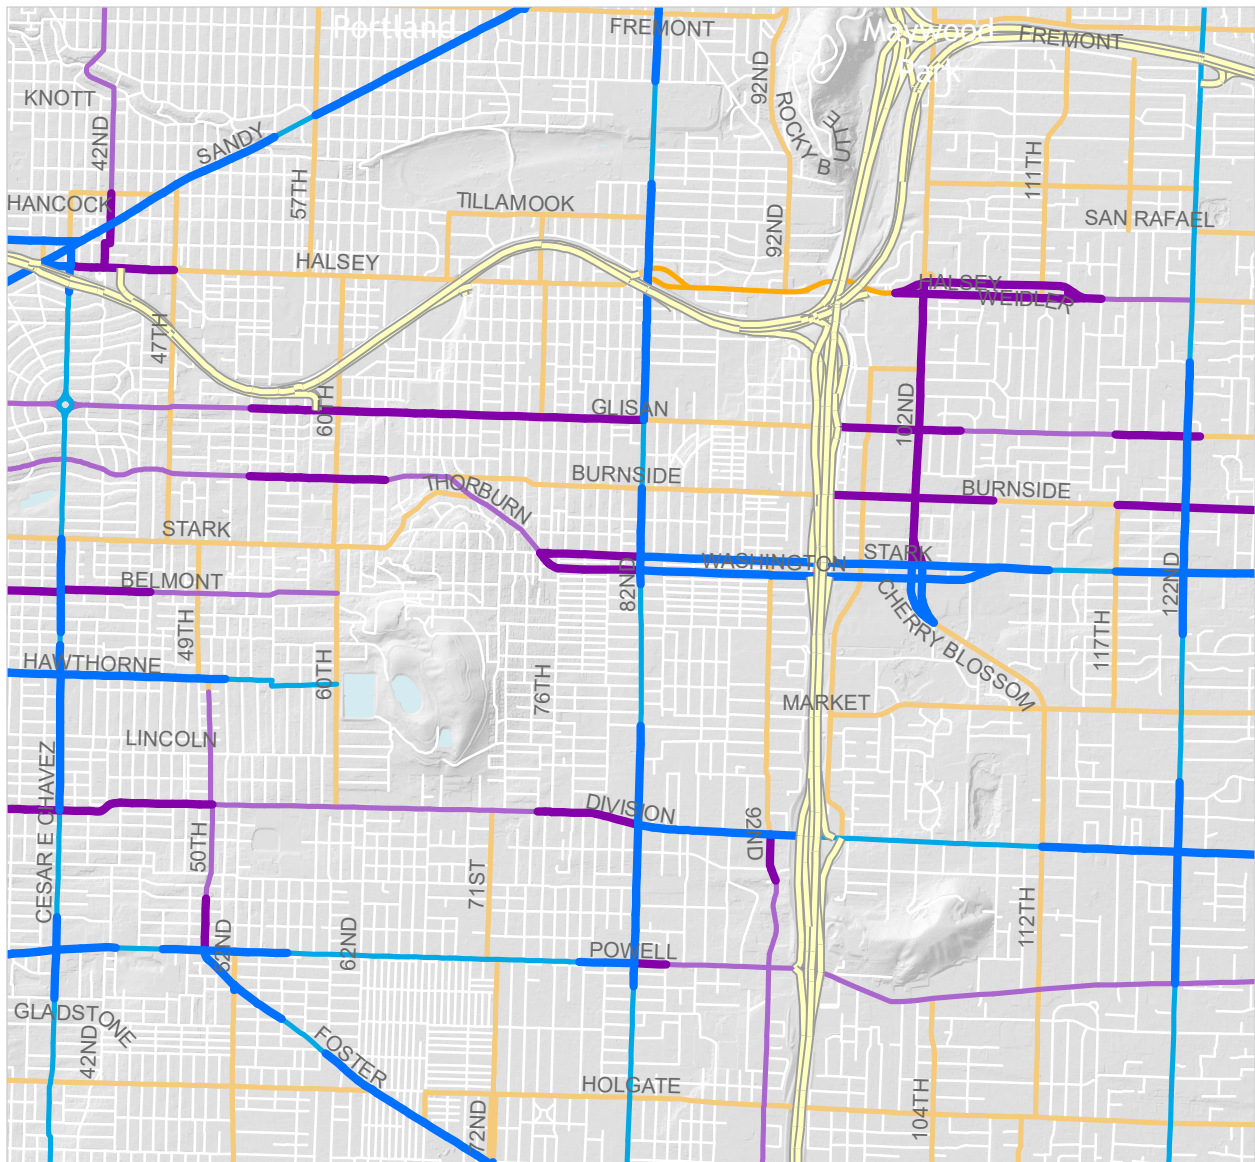 Portland
FREMONT
Maywood
Park
FREMONT
KNOTT
92ND
ROCKY B
UTTE
42ND
SANDY
57TH
111TH
HANCOCK
TILLAMOOK
92ND
SAN RAFAEL
HALSEY
HALSEY
WEIDLER
47TH
60TH
GLISAN
102ND
BURNSIDE
THORBURN
BURNSIDE
STARK
WASHINGTON
STARK
BELMONT
82ND
CHERRY BLOSSOM
122ND
49TH
117TH
HAWTHORNE
60TH
76TH
MARKET
LINCOLN
CESAR E CHAVEZ
DIVISION
50TH
92ND
71ST
112TH
52ND
62ND
POWELL
GLADSTONE
42ND
FOSTER
HOLGATE
72ND
104TH